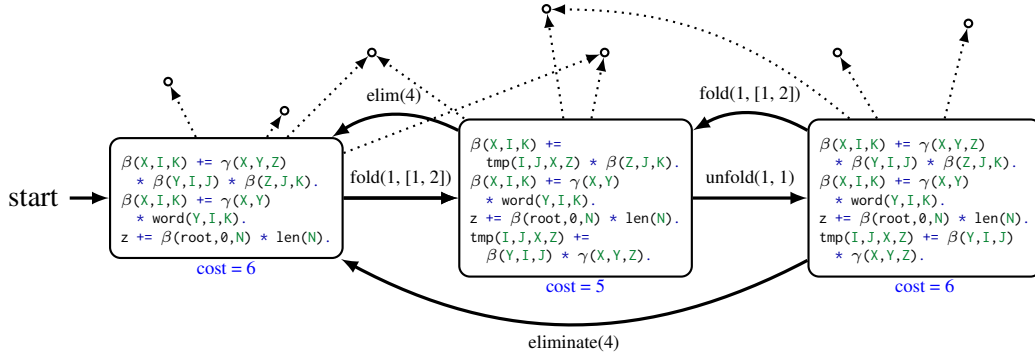 elim(4)
fold(1, [1, 2])
start
β(X,I,K) += γ(X,Y,Z)
* β(Y,I,J) * β(Z,J,K).
β(X,I,K) += γ(X,Y)
* word(Y,I,K).
z += β(root,0,N) * len(N).
cost = 6
fold(1, [1, 2])
β(X,I,K) +=
tmp(I,J,X,Z) * β(Z,J,K).
β(X,I,K) += γ(X,Y)
* word(Y,I,K).
z += β(root,0,N) * len(N).
tmp(I,J,X,Z) +=
β(Y,I,J) * γ(X,Y,Z).
cost = 5
unfold(1, 1)
β(X,I,K) += γ(X,Y,Z)
* β(Y,I,J) * β(Z,J,K).
β(X,I,K) += γ(X,Y)
* word(Y,I,K).
z += β(root,0,N) * len(N).
tmp(I,J,X,Z) += β(Y,I,J)
* γ(X,Y,Z).
cost = 6
eliminate(4)